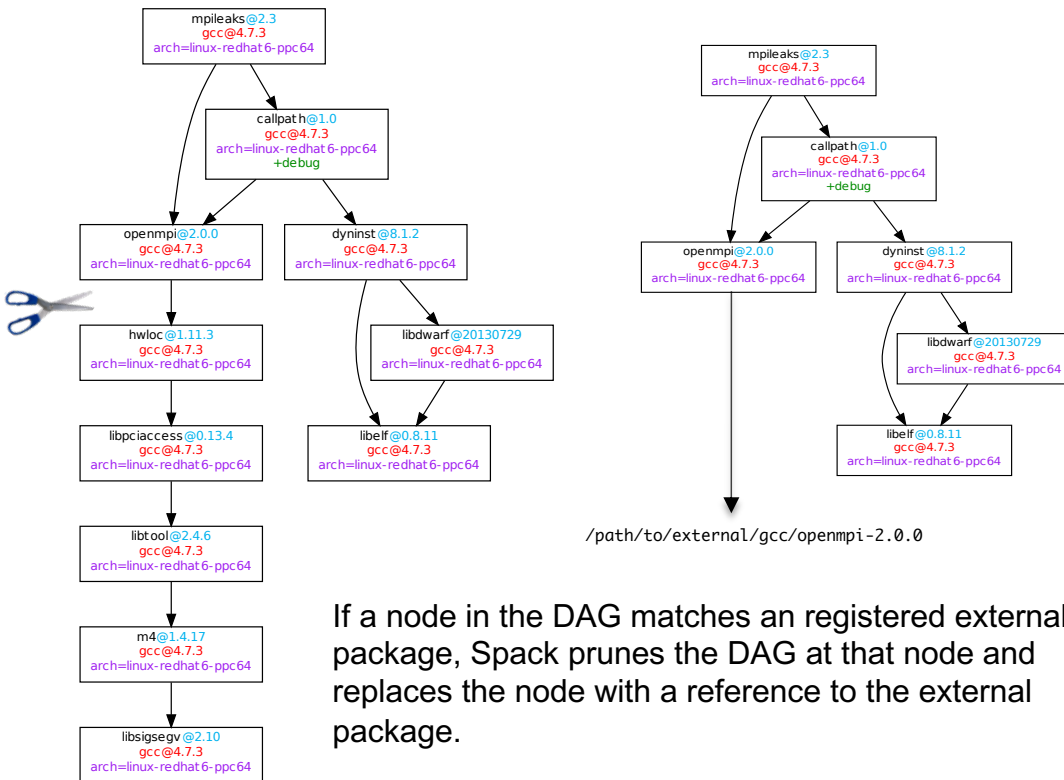 mpileaks@2.3
gcc@4.7.3
arch=linux-redhat6-ppc64
callpath@1.0
gcc@4.7.3
arch=linux-redhat6-ppc64
+debug
openmpi@2.0.0
gcc@4.7.3
arch=linux-redhat6-ppc64
dyninst@8.1.2
gcc@4.7.3
arch=linux-redhat6-ppc64
hwloc@1.11.3
gcc@4.7.3
arch=linux-redhat6-ppc64
libdwarf@20130729
gcc@4.7.3
arch=linux-redhat6-ppc64
libpciaccess@0.13.4
gcc@4.7.3
arch=linux-redhat6-ppc64
libelf@0.8.11
gcc@4.7.3
arch=linux-redhat6-ppc64
libtool@2.4.6
gcc@4.7.3
arch=linux-redhat6-ppc64
m4@1.4.17
gcc@4.7.3
arch=linux-redhat6-ppc64
libsigsegv@2.10
gcc@4.7.3
arch=linux-redhat6-ppc64
mpileaks@2.3
gcc@4.7.3
arch=linux-redhat6-ppc64
callpath@1.0
gcc@4.7.3
arch=linux-redhat6-ppc64
+debug
openmpi@2.0.0
gcc@4.7.3
arch=linux-redhat6-ppc64
dyninst@8.1.2
gcc@4.7.3
arch=linux-redhat6-ppc64
libdwarf@20130729
gcc@4.7.3
arch=linux-redhat6-ppc64
libelf@0.8.11
gcc@4.7.3
arch=linux-redhat6-ppc64
/path/to/external/gcc/openmpi-2.0.0
If a node in the DAG matches an registered external
package, Spack prunes the DAG at that node and
replaces the node with a reference to the external
package.